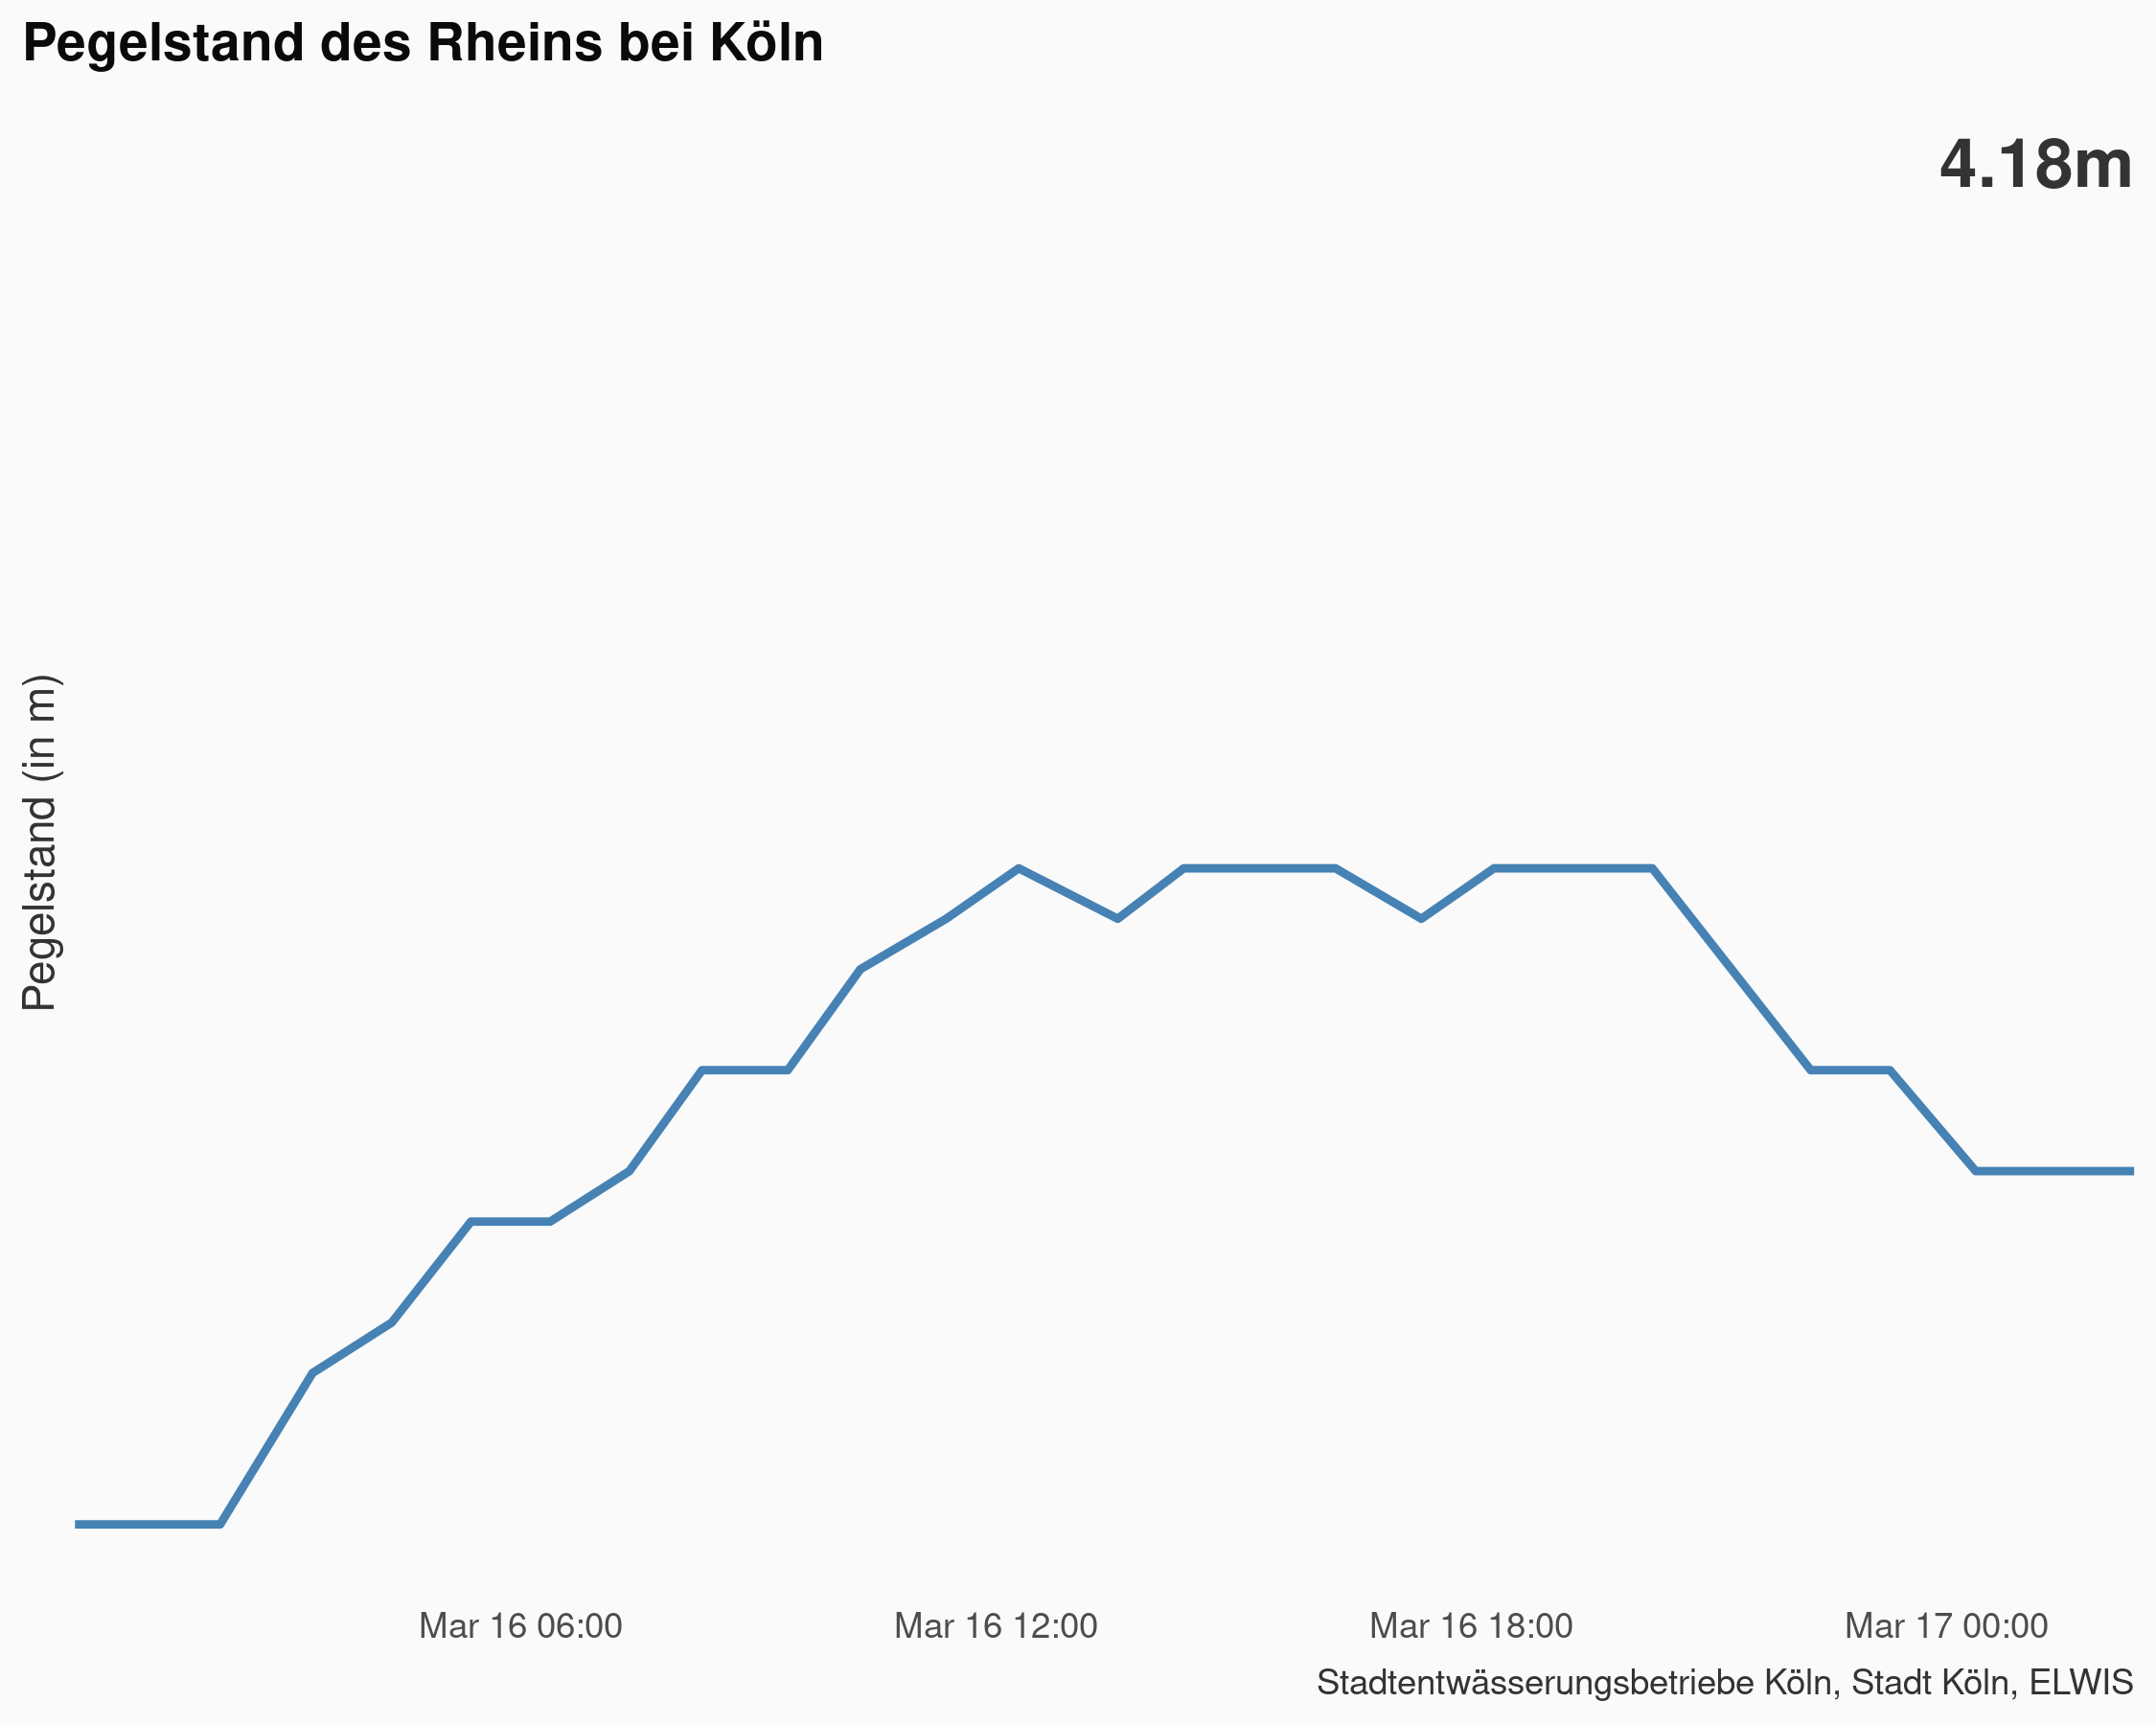 Pegelstand des Rheins bei Köln
4.18m
Pegelstand (in m)
Mar 16 06:00 Mar 16 12:00 Mar 16 18:00 Mar 17 00:00
Stadtentwässerungsbetriebe Köln, Stadt Köln, ELWIS